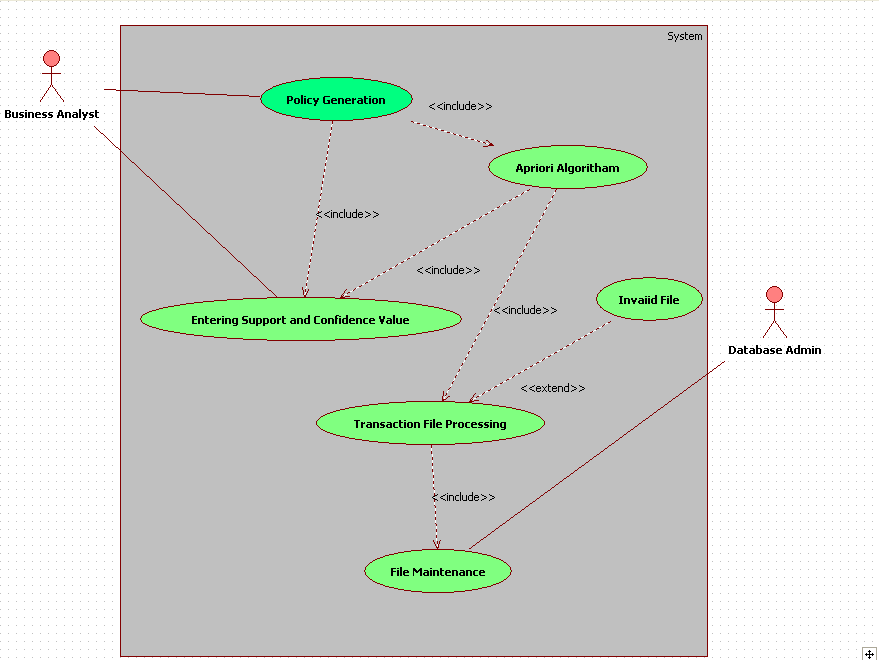 System
Policy Generation
<<include>>
Business Analyst
Apriori Algoritham
<<include>>
<<include>>
Invaiid File
<<include>>
Entering Support and Confidence Value
Database Admin
<<extend>>
Transaction File Processing
<<include>>
File Maintenance